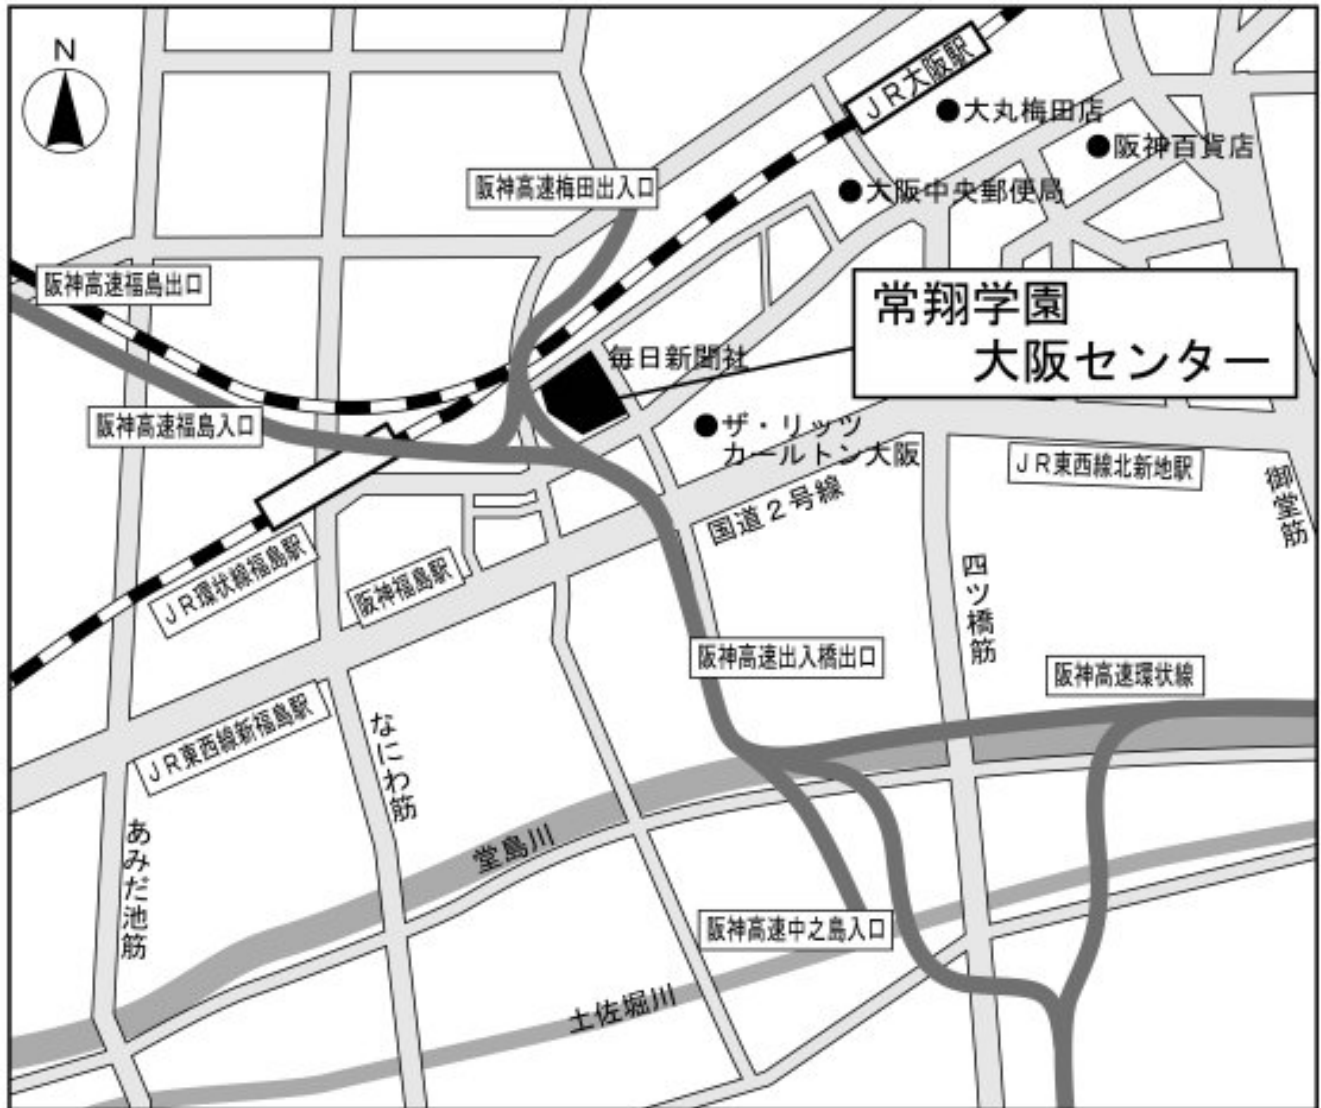 N
JR大阪駅
大丸梅田店
阪神百貨店
阪神高速梅田出入口
大阪中央郵便局
阪神高速福島出口
常翔学園
大阪センター
毎日新聞社
阪神高速福島入口
ザ・リッツ
カールトン大阪
JR東西線北新地駅
御堂筋
国道2号線
JR環状線福島駅
阪神福島駅
四ツ橋筋
阪神高速出入橋出口
阪神高速環状線
JR東西線新福島駅
なにわ筋
あみだ池筋
堂島川
阪神高速中之島入口
土佐堀川